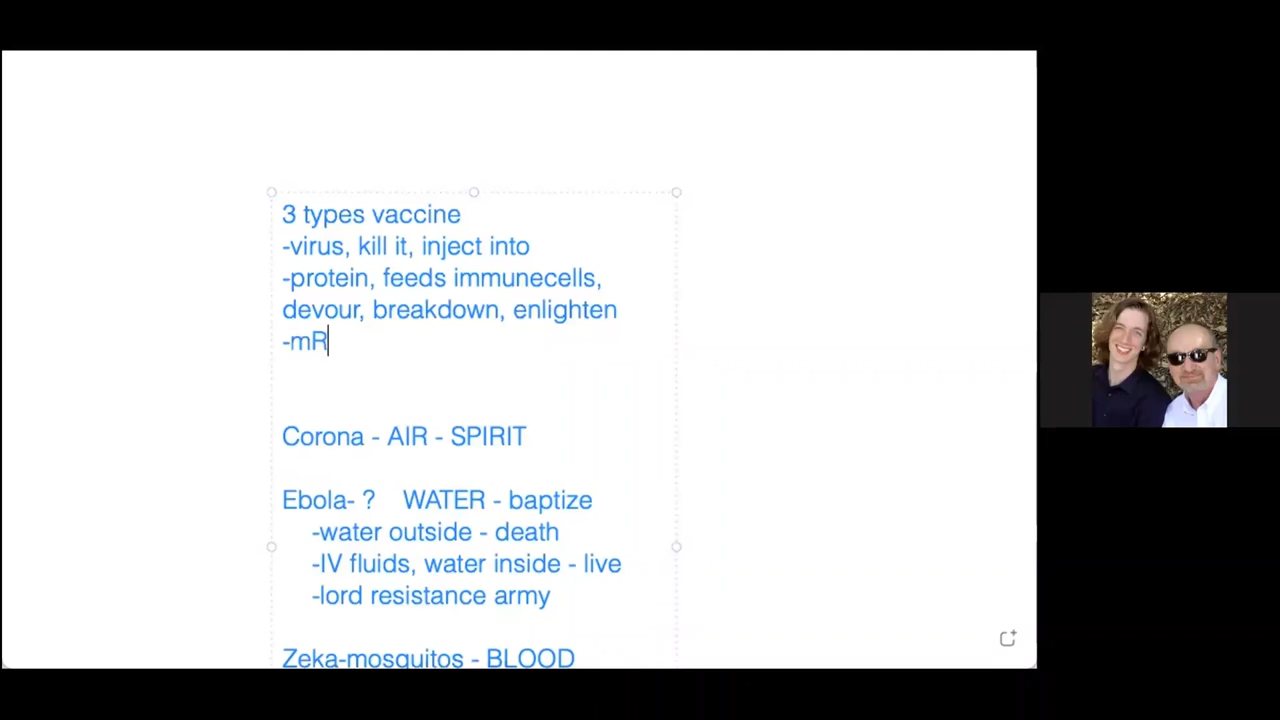 3 types vaccine
-virus, kill it, inject into
-protein, feeds immunecells,
devour, breakdown, enlighten
-mR
Corona - AIR - SPIRIT
Ebola- ? WATER - baptize
-water outside - death
-IV fluids, water inside - live
-lord resistance army
Zeka-mosquitos - BLOOD